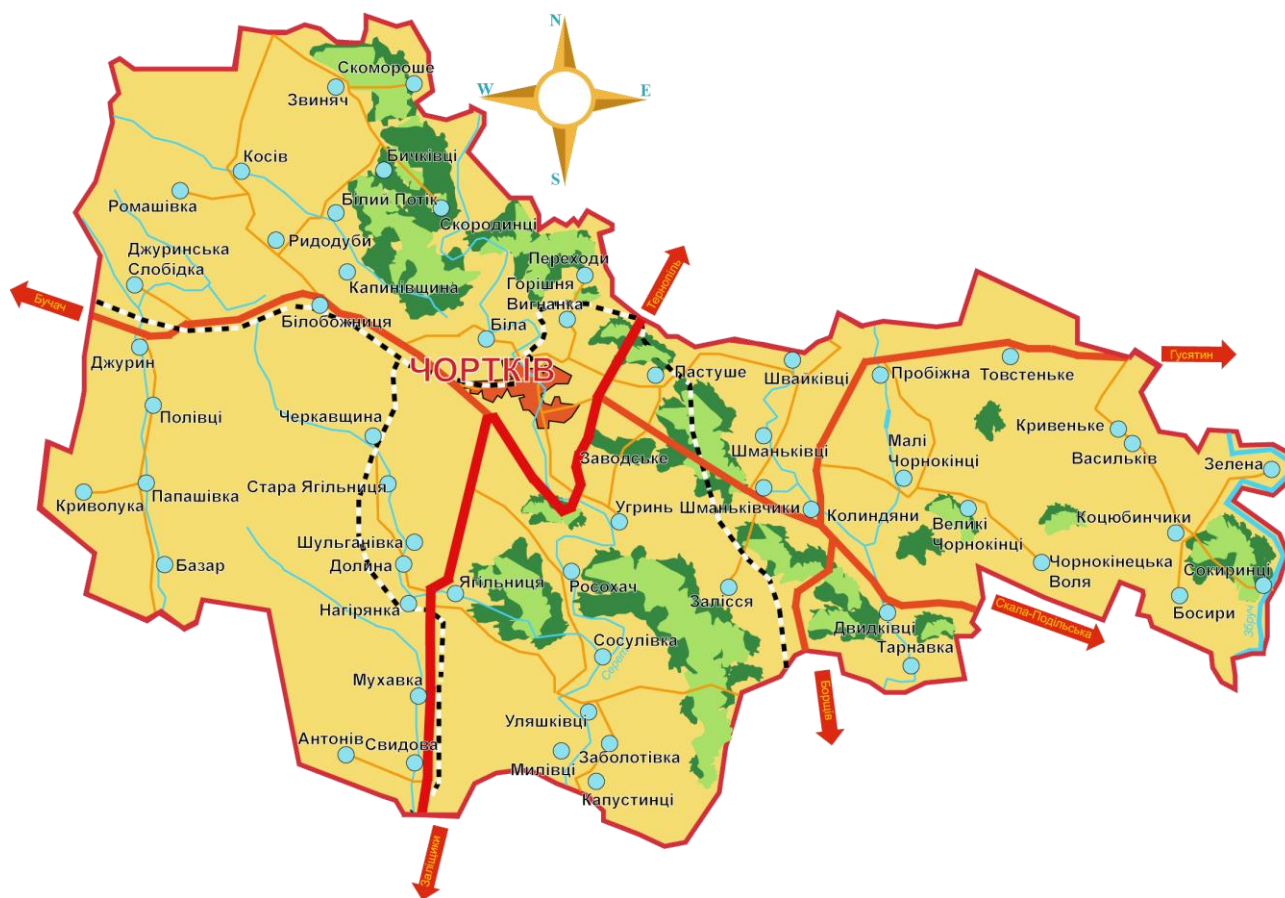 N
W
E
S
Скомороше
Звиняч
Косів
Бичківці
Ромашівка
Білий Потік
Скородинці
Ридодуби
Джуринська
Слобідка
Капинівщина
Переходи
Горішня
Вигнанка
Тернопіль
Бучач
Білобожниця
Біла
Джурин
ЧОРТКІВ
Пастуше
Швайківці
Пробіжна
Товстеньке
Гусятин
Полівці
Черкавщина
Заводське
Шманьківці
Малі
Чорнокінці
Кривеньке
Васильків
Зелена
Криволука
Папашівка
Стара Ягільниця
Угринь
Шманьківчики
Колиндяни
Великі
Чорнокінці
Коцюбинчики
Шульганівка
Долина
Базар
Ягільниця
Росохач
Залісся
Чорнокінецька
Воля
Сокиринці
Босири
Збруч
Нагірянка
Скала-Подільська
Двидківці
Тарнавка
Сосулівка
Серет
Мухавка
Борщів
Уляшківці
Антонів
Свидова
Милівці
Заболотівка
Капустинці
Заліщики